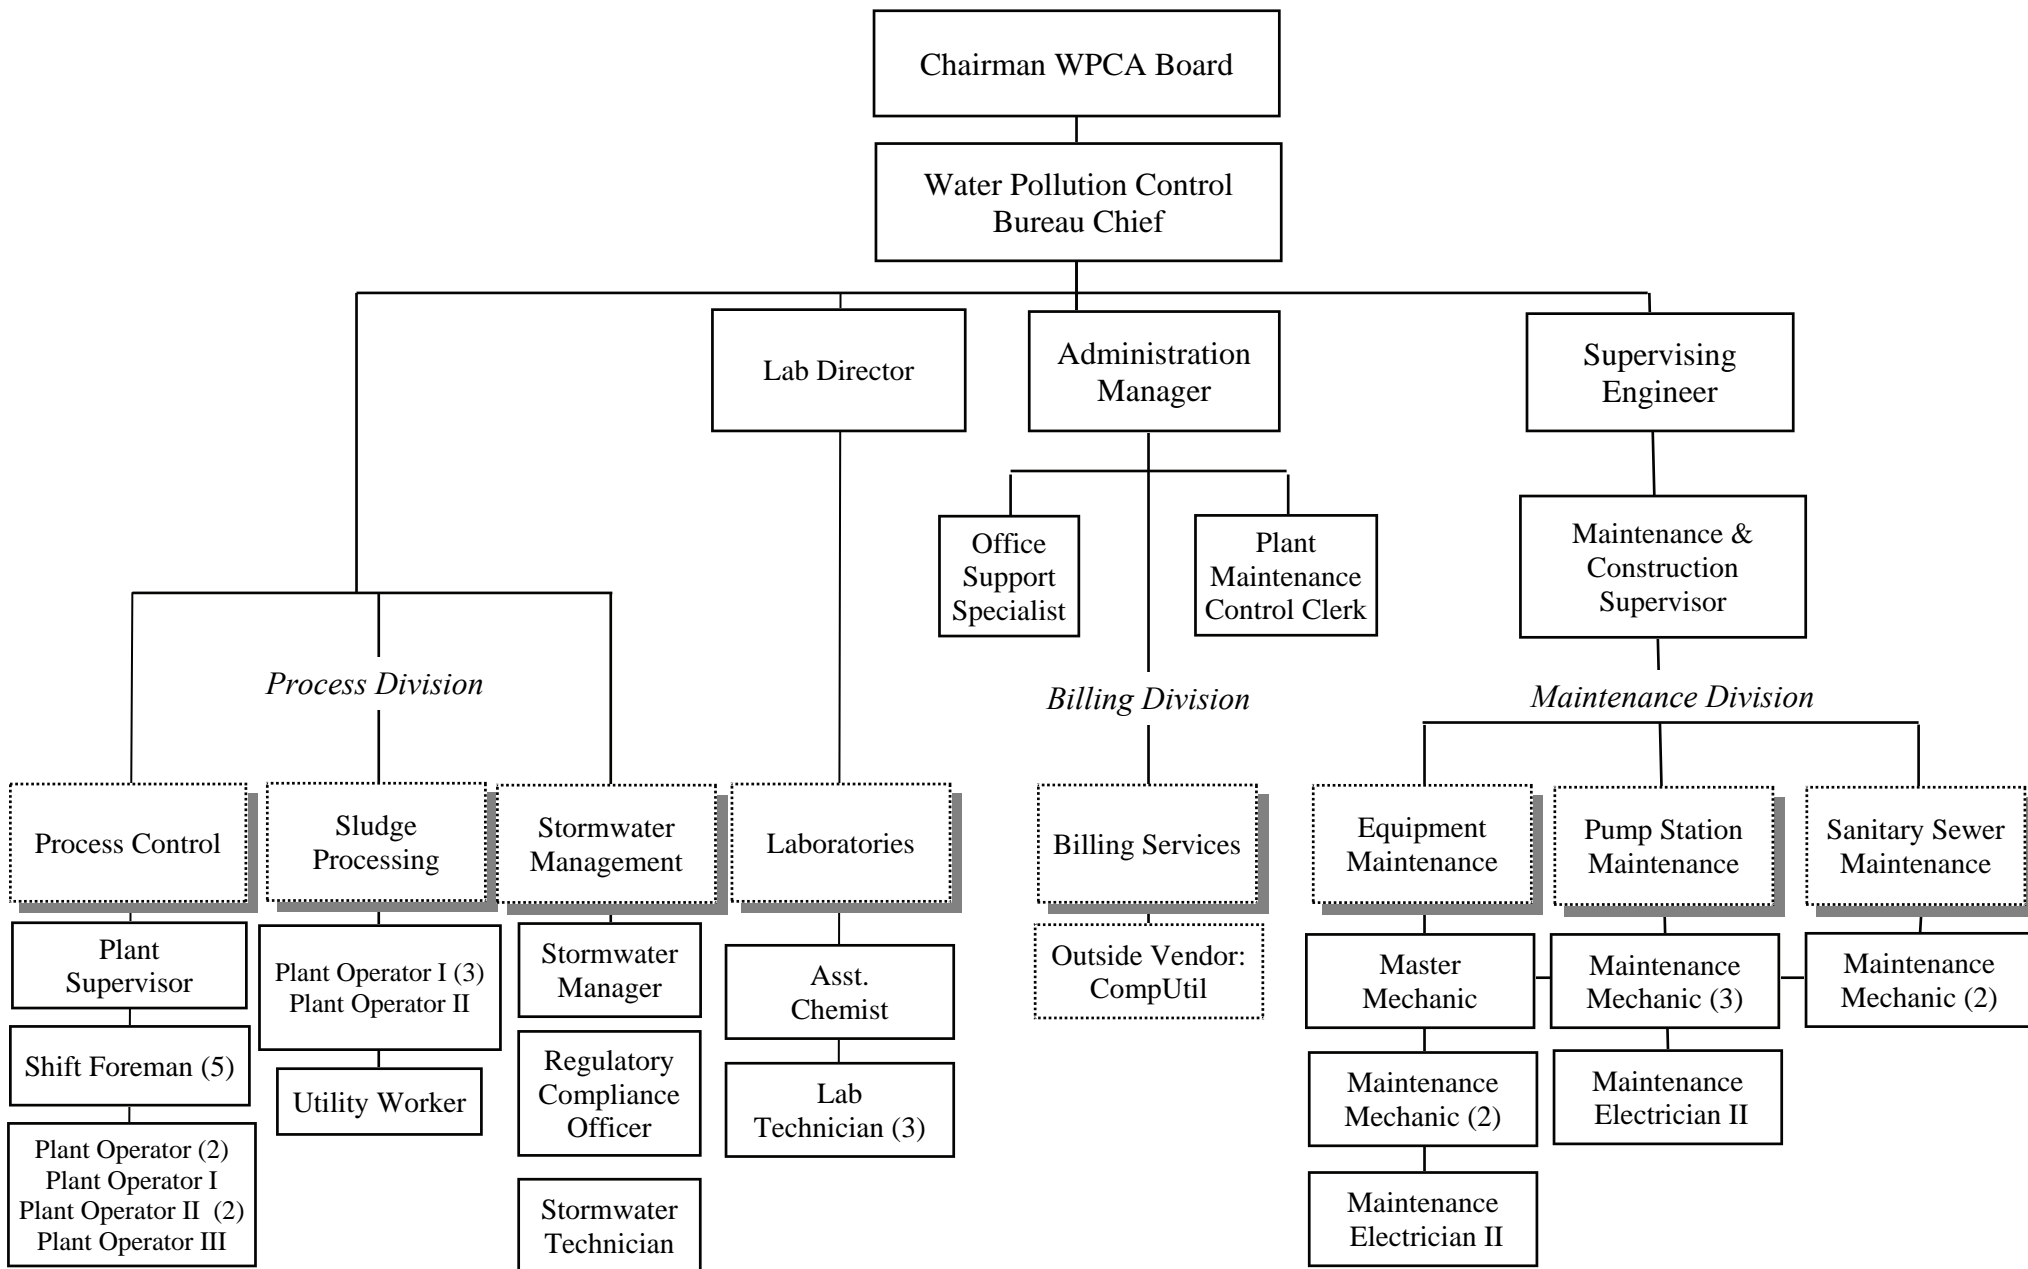 Chairman WPCA Board
Water Pollution Control
Bureau Chief
Lab Director
Administration
Manager
Supervising
Engineer
Office
Support
Specialist
Plant
Maintenance
Control Clerk
Maintenance &
Construction
Supervisor
Process Division
Billing Division
Maintenance Division
Process Control
Sludge
Processing
Stormwater
Management
Laboratories
Billing Services
Equipment
Maintenance
Pump Station
Maintenance
Sanitary Sewer
Maintenance
Plant
Supervisor
Plant Operator I (3)
Plant Operator II
Stormwater
Manager
Asst.
Chemist
Outside Vendor:
CompUtil
Master
Mechanic
Maintenance
Mechanic (3)
Maintenance
Mechanic (2)
Shift Foreman (5)
Utility Worker
Regulatory
Compliance
Officer
Lab
Technician (3)
Maintenance
Mechanic (2)
Maintenance
Electrician II
Plant Operator (2)
Plant Operator I
Plant Operator II (2)
Plant Operator III
Stormwater
Technician
Maintenance
Electrician II